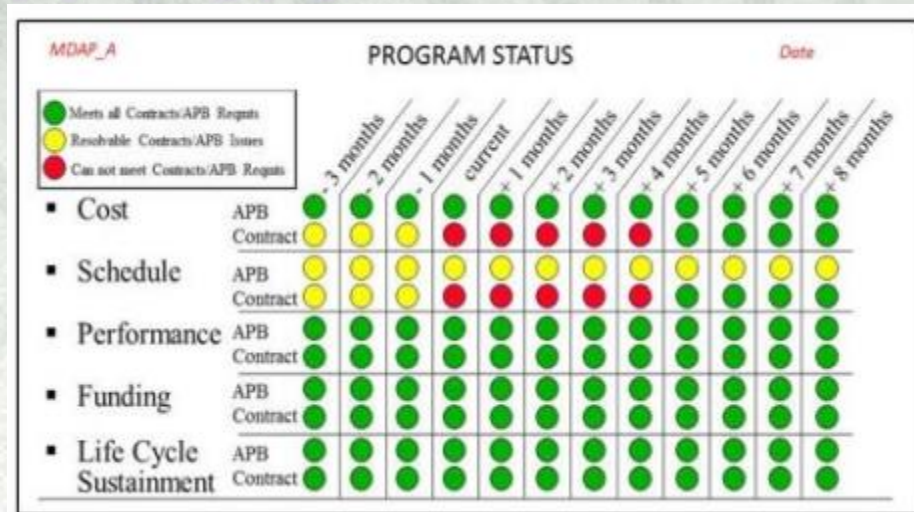 MDAP_A
PROGRAM STATUS
Date
Meets all Contracts/APB Reqmts
Resolvable Contracts/APB Issues
Can not meet Contracts/APB Reqmts
- 3 months
- 2 months
- 1 months
current
+ 1 months
+ 2 months
+ 3 months
+ 4 months
+ 5 months
+ 6 months
+ 7 months
+ 8 months
▪ Cost APB
Contract
▪ Schedule APB
Contract
▪ Performance APB
Contract
▪ Funding APB
Contract
▪ Life Cycle APB
Sustainment Contract